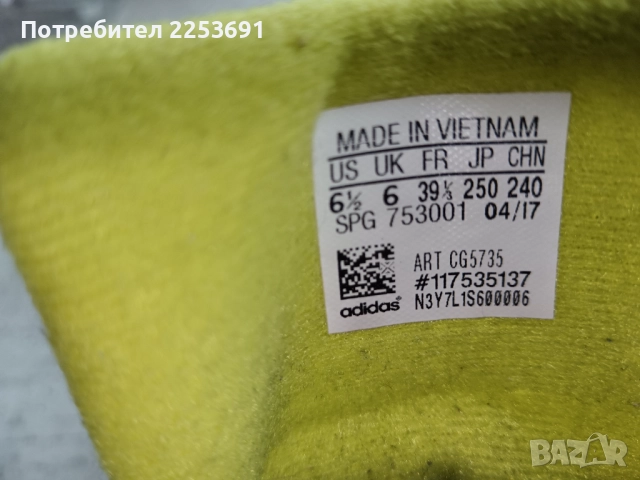 Потребител 2253691
MADE IN VIETNAM
US UK FR JP CHN
6½ 6 39⅓ 250 240
SPG 753001 04/17
ART CG5735
#117535137
adidas
N3Y7L1S600006
BAZAR